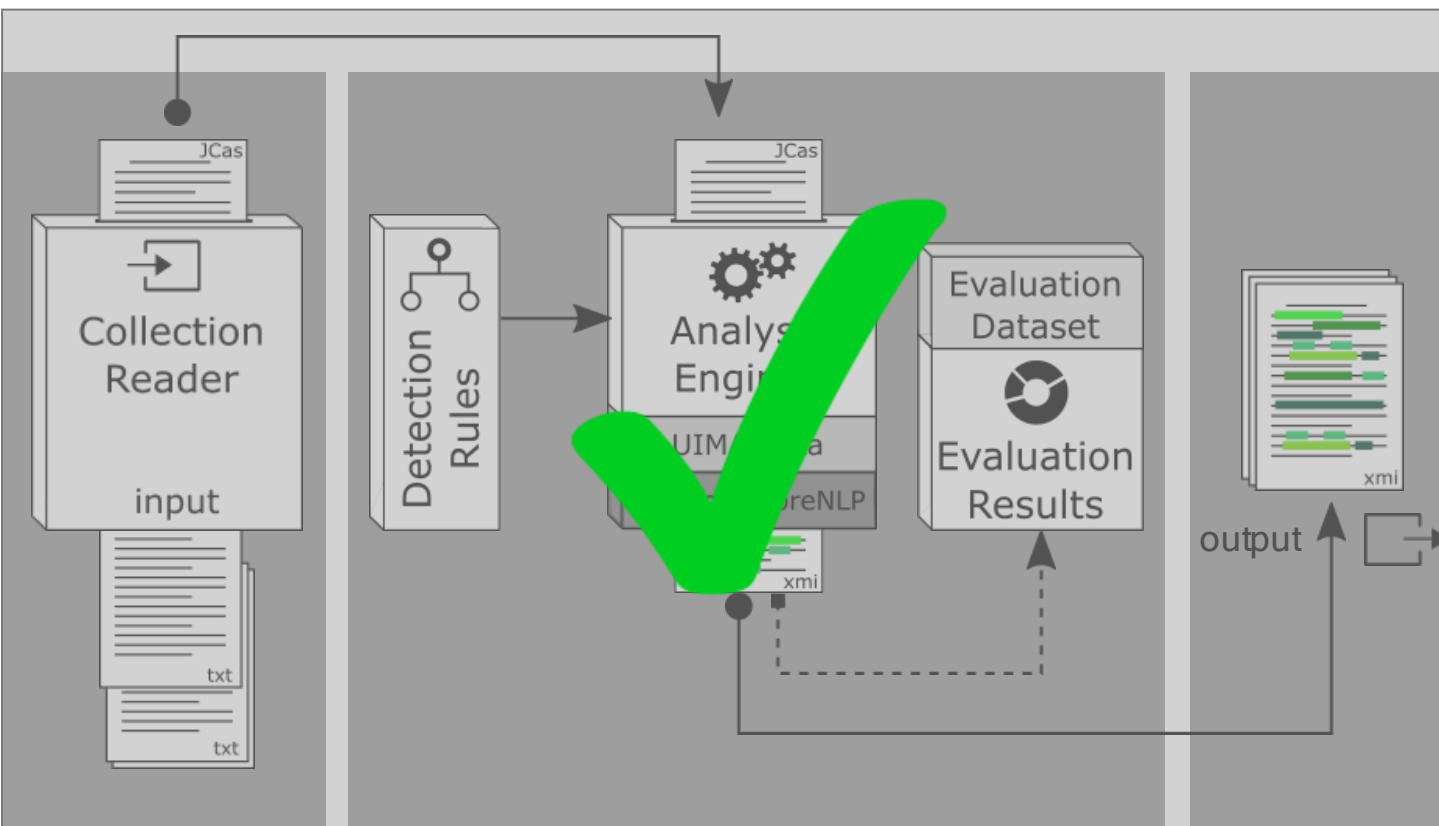 JCas
Collection
Reader
input
txt
txt
Detection
Rules
JCas
xmi
Evaluation
Dataset
Evaluation
Results
xmi
output